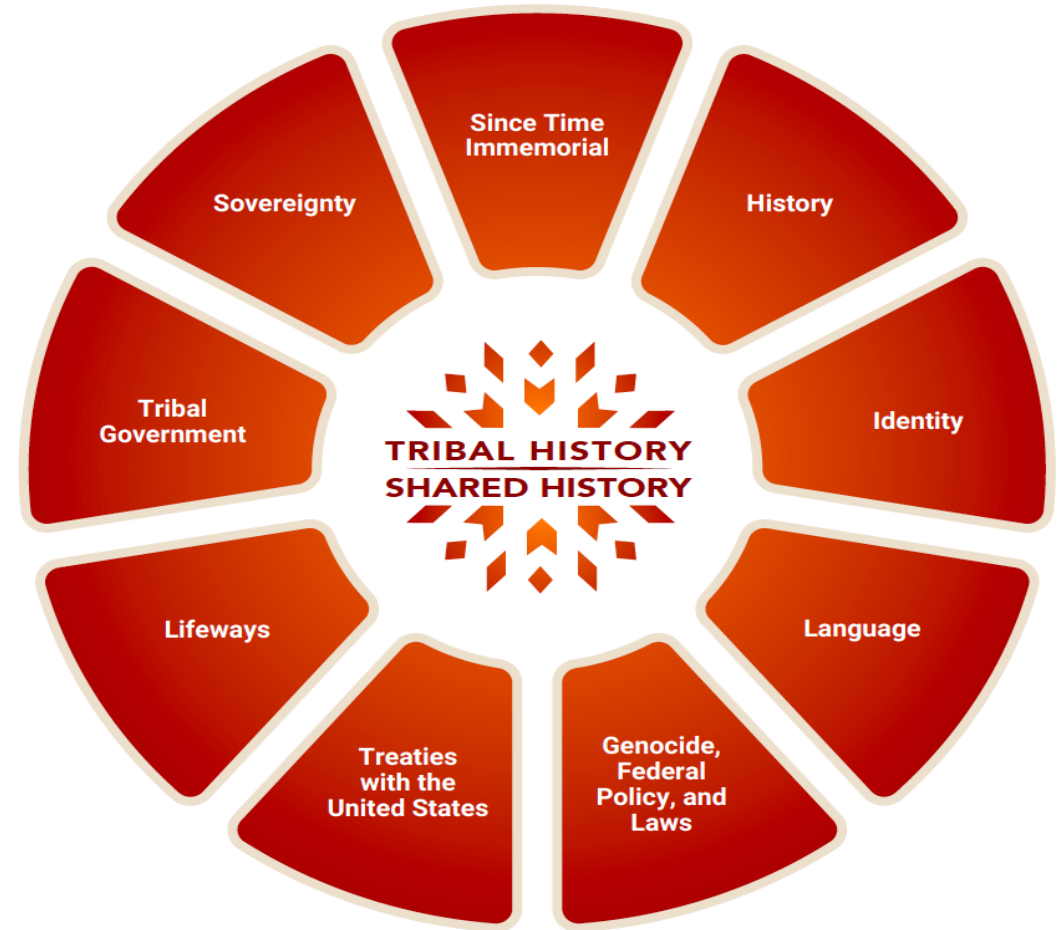 Since Time
Immemorial
History
Identity
Language
Genocide,
Federal
Policy, and
Laws
Treaties
with the
United States
Lifeways
Tribal
Government
Sovereignty
TRIBAL HISTORY
SHARED HISTORY